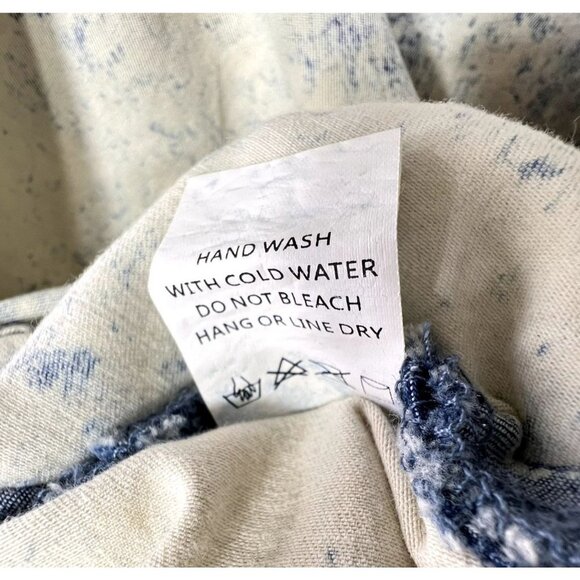 HAND WASH
WITH COLD WATER
DO NOT BLEACH
HANG OR LINE DRY